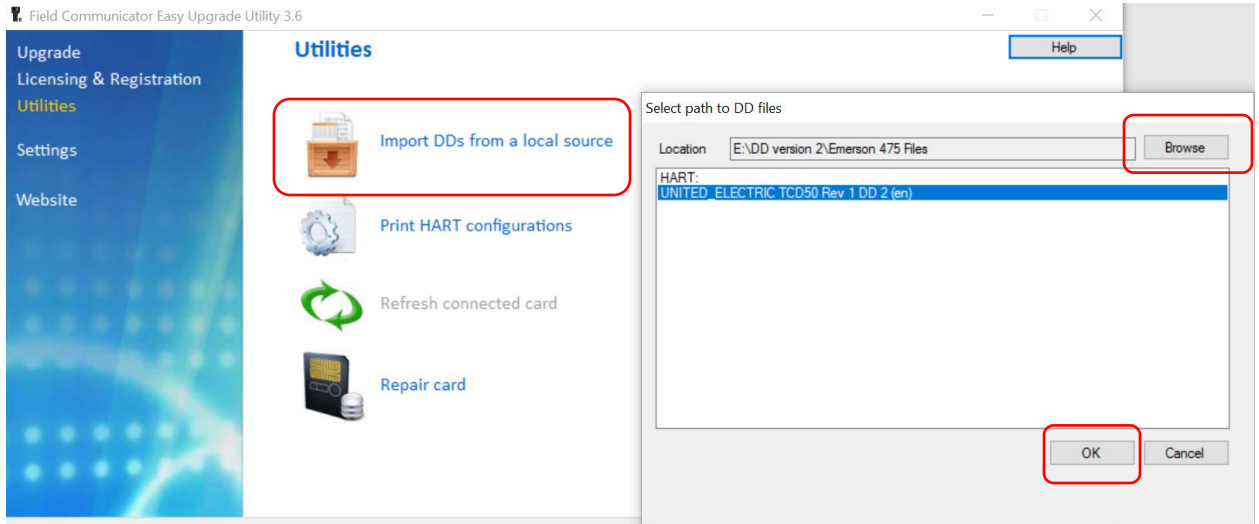 Field Communicator Easy Upgrade Utility 3.6
Upgrade
Licensing & Registration
Utilities
Settings
Website
Utilities
Help
Import DDs from a local source
Print HART configurations
Refresh connected card
Repair card
Select path to DD files
Location E:\DD version 2\Emerson 475 Files Browse
HART:
UNITED_ELECTRIC TCD50 Rev 1 DD 2 (en)
OK Cancel